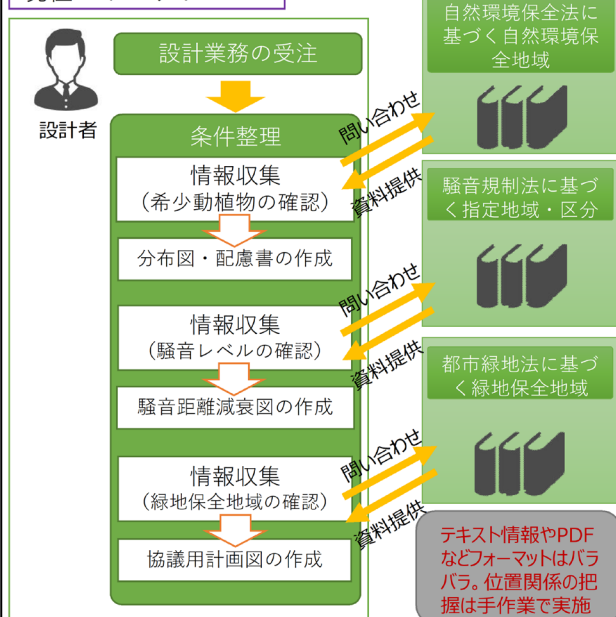 設計業務の受注
設計者
条件整理
情報収集
(希少動植物の確認)
分布図・配慮書の作成
情報収集
(騒音レベルの確認)
騒音距離減衰図の作成
情報収集
(緑地保全地域の確認)
協議用計画図の作成
問い合わせ
資料提供
問い合わせ
資料提供
問い合わせ
資料提供
自然環境保全法に
基づく自然環境保
全地域
騒音規制法に基づ
く指定地域・区分
都市緑地法に基づ
く緑地保全地域
テキスト情報やPDF
などフォーマットはバラ
バラ。位置関係の把
握は手作業で実施